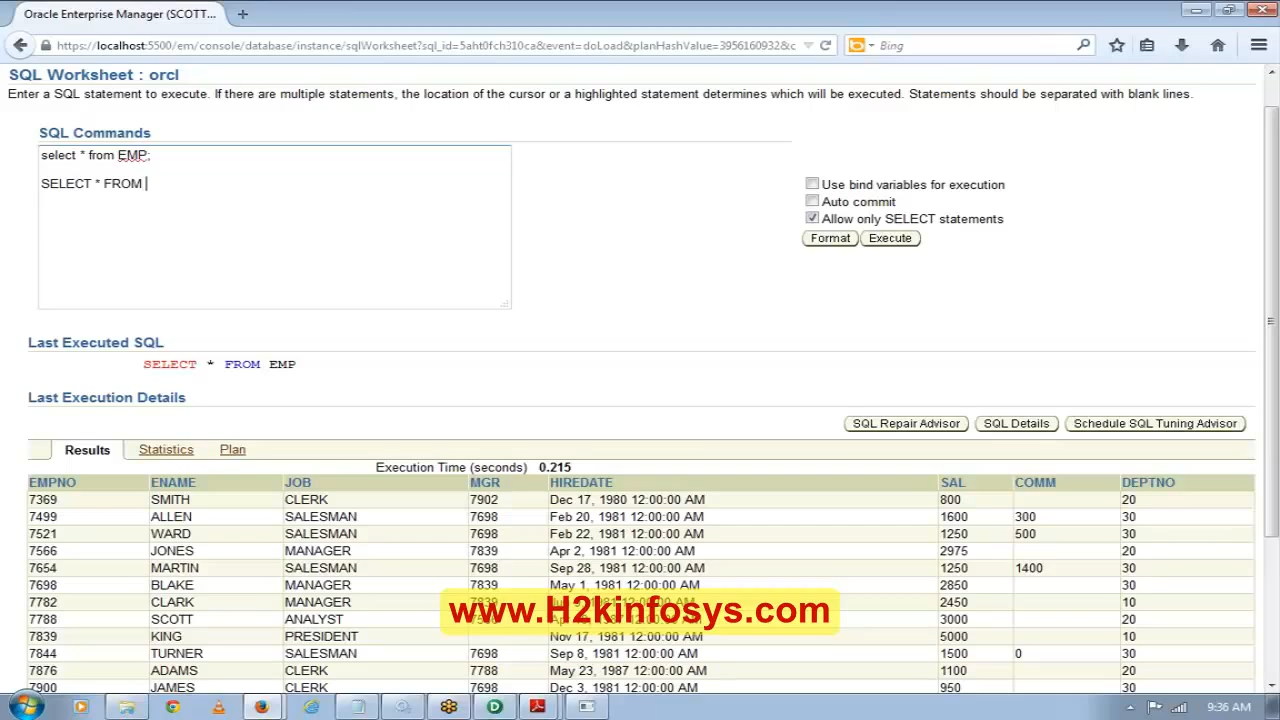 Oracle Enterprise Manager (SCOTT...
https://localhost:5500/em/console/database/instance/sqlWorksheet?sql_id=5aht0fch310ca&event=doLoad&planHashValue=3956160932&c
Bing
SQL Worksheet : orcl
Enter a SQL statement to execute. If there are multiple statements, the location of the cursor or a highlighted statement determines which will be executed. Statements should be separated with blank lines.
SQL Commands
select * from EMP;
SELECT * FROM
Use bind variables for execution
Auto commit
Allow only SELECT statements
Format Execute
Last Executed SQL
SELECT * FROM EMP
Last Execution Details
SQL Repair Advisor SQL Details Schedule SQL Tuning Advisor
Results Statistics Plan
Execution Time (seconds) 0.215
EMPNO ENAME JOB MGR HIREDATE SAL COMM DEPTNO
7369 SMITH CLERK 7902 Dec 17, 1980 12:00:00 AM 800 20
7499 ALLEN SALESMAN 7698 Feb 20, 1981 12:00:00 AM 1600 300 30
7521 WARD SALESMAN 7698 Feb 22, 1981 12:00:00 AM 1250 500 30
7566 JONES MANAGER 7839 Apr 2, 1981 12:00:00 AM 2975 20
7654 MARTIN SALESMAN 7698 Sep 28, 1981 12:00:00 AM 1250 1400 30
7698 BLAKE MANAGER 7839 May 1, 1981 12:00:00 AM 2850 30
7782 CLARK MANAGER 2450 10
www.H2kinfosys.com
7788 SCOTT ANALYST 3000 20
7839 KING PRESIDENT Nov 17, 1981 12:00:00 AM 5000 10
7844 TURNER SALESMAN 7698 Sep 8, 1981 12:00:00 AM 1500 0 30
7876 ADAMS CLERK 7788 May 23, 1987 12:00:00 AM 1100 20
7900 JAMES CLERK 7698 Dec 3, 1981 12:00:00 AM 950 30
9:36 AM